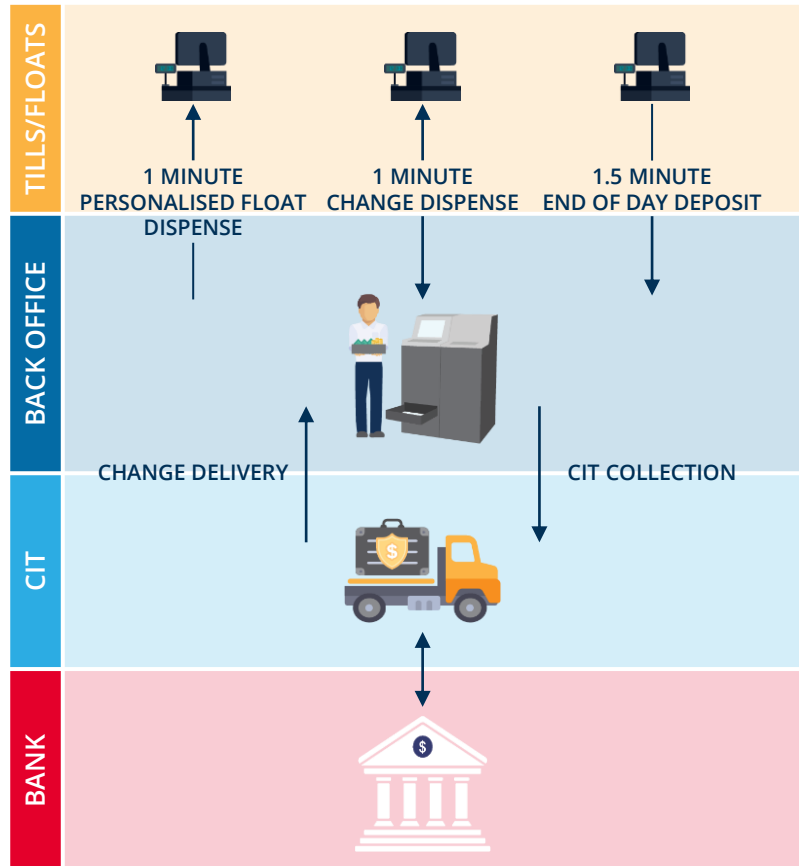 TILLS/FLOATS
1 MINUTE
PERSONALISED FLOAT
DISPENSE
1 MINUTE
CHANGE DISPENSE
1.5 MINUTE
END OF DAY DEPOSIT
BACK OFFICE
CHANGE DELIVERY
CIT COLLECTION
CIT
$
BANK
$